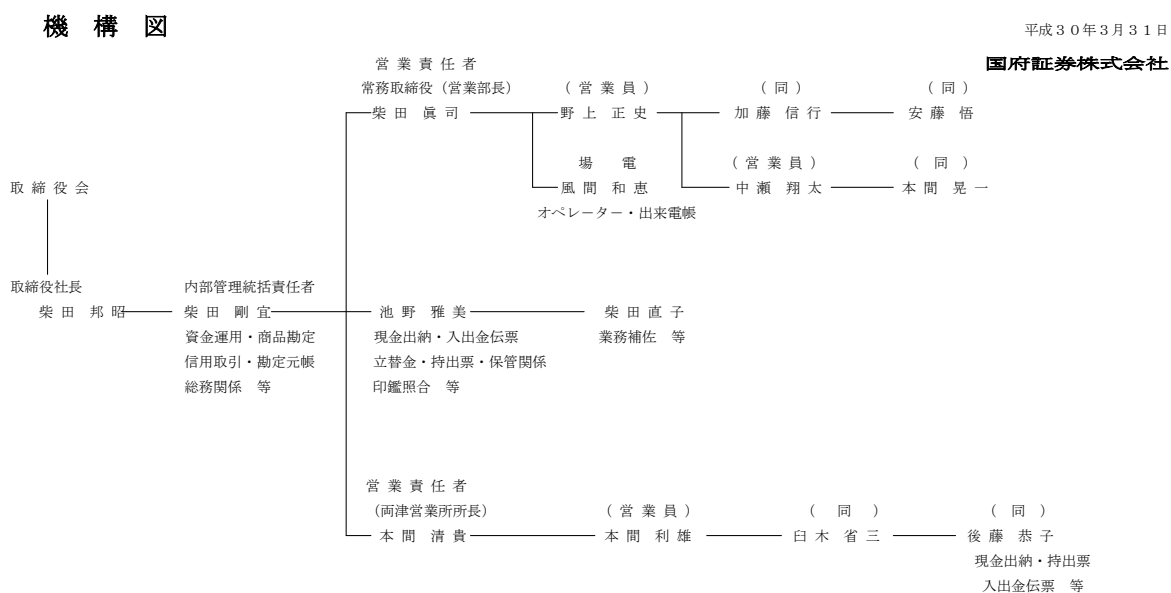 機 構 図
平成３０年３月３１日
国府証券株式会社
営 業 責 任 者
常務取締役（営業部長） （ 営 業 員 ） （ 同 ） （ 同 ）
柴 田 眞 司 野 上 正 史 加 藤 信 行 安 藤 悟
場 電 （ 営 業 員 ） （ 同 ）
取 締 役 会 風 間 和 恵 中 瀬 翔 太 本 間 晃 一
オペレーター・出来電帳
取締役社長 内部管理統括責任者
柴 田 邦 昭 柴 田 剛 宜 池 野 雅 美 柴 田 直 子
資金運用・商品勘定 現金出納・入出金伝票 業務補佐 等
信用取引・勘定元帳 立替金・持出票・保管関係
総務関係 等 印鑑照合 等
営 業 責 任 者
（両津営業所所長） （ 営 業 員 ） （ 同 ） （ 同 ）
本 間 清 貴 本 間 利 雄 臼 木 省 三 後 藤 恭 子
現金出納・持出票
入出金伝票 等